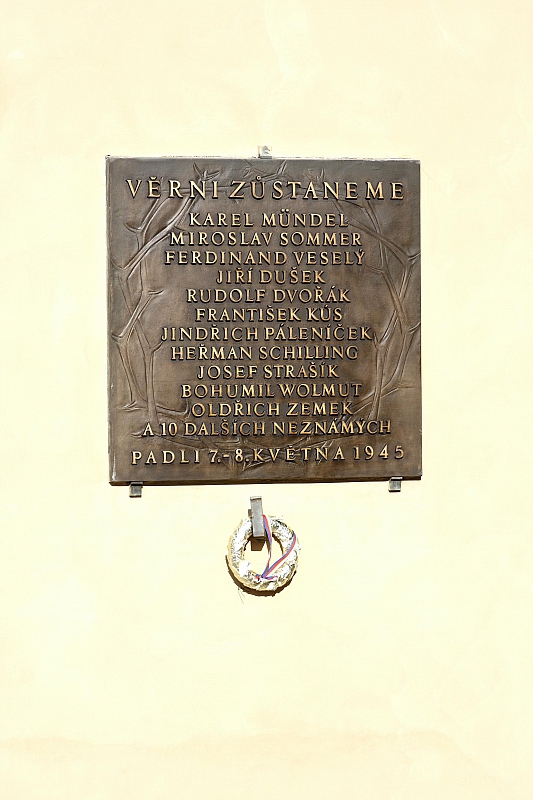 VĚRNI ZŮSTANEME
KAREL MÜNDEL
MIROSLAV SOMMER
FERDINAND VESELÝ
JIŘÍ DUŠEK
RUDOLF DVOŘÁK
FRANTIŠEK KÚS
JINDŘICH PÁLENÍČEK
HEŘMAN SCHILLING
JOSEF STRAŠÍK
BOHUMIL WOLMUT
OLDŘICH ZEMEK
A 10 DALŠÍCH NEZNÁMÝCH
PADLI 7.-8. KVĚTNA 1945